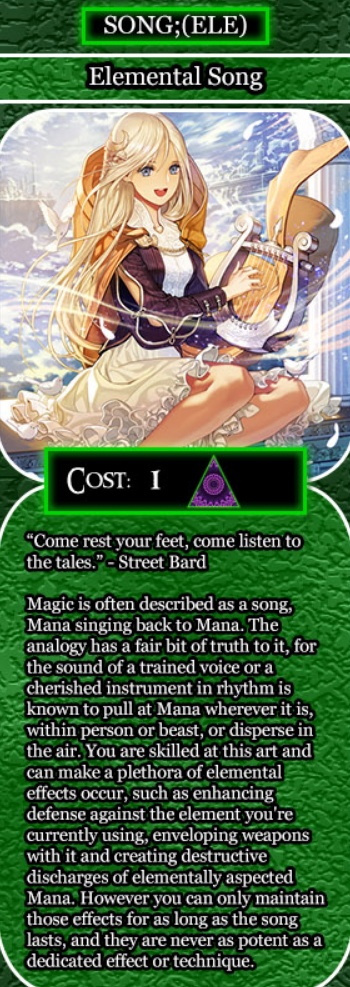 SONG;(ELE)
Elemental Song
Cost: 1
“Come rest your feet, come listen to
the tales.” - Street Bard
Magic is often described as a song,
Mana singing back to Mana. The
analogy has a fair bit of truth to it, for
the sound of a trained voice or a
cherished instrument in rhythm is
known to pull at Mana wherever it is,
within person or beast, or disperse in
the air. You are skilled at this art and
can make a plethora of elemental
effects occur, such as enhancing
defense against the element you're
currently using, enveloping weapons
with it and creating destructive
discharges of elementally aspected
Mana. However you can only maintain
those effects for as long as the song
lasts, and they are never as potent as a
dedicated effect or technique.